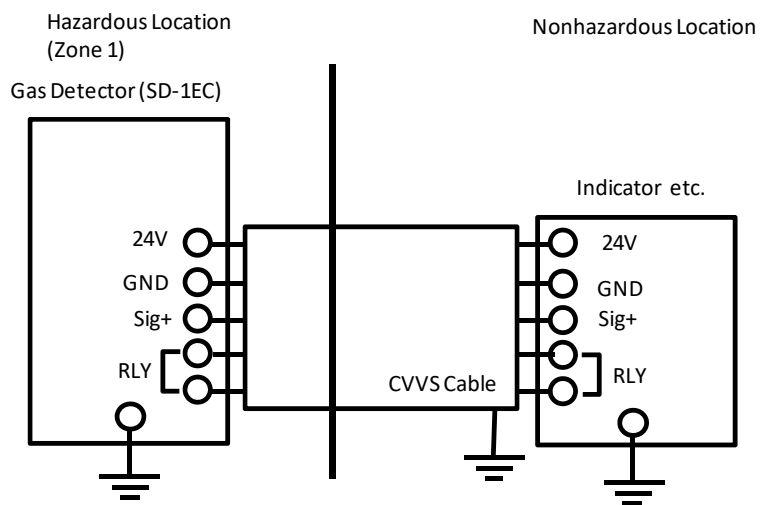 Hazardous Location
(Zone 1)
Nonhazardous Location
Gas Detector (SD-1EC)
Indicator etc.
24V
GND
Sig+
RLY
CVVS Cable
24V
GND
Sig+
RLY